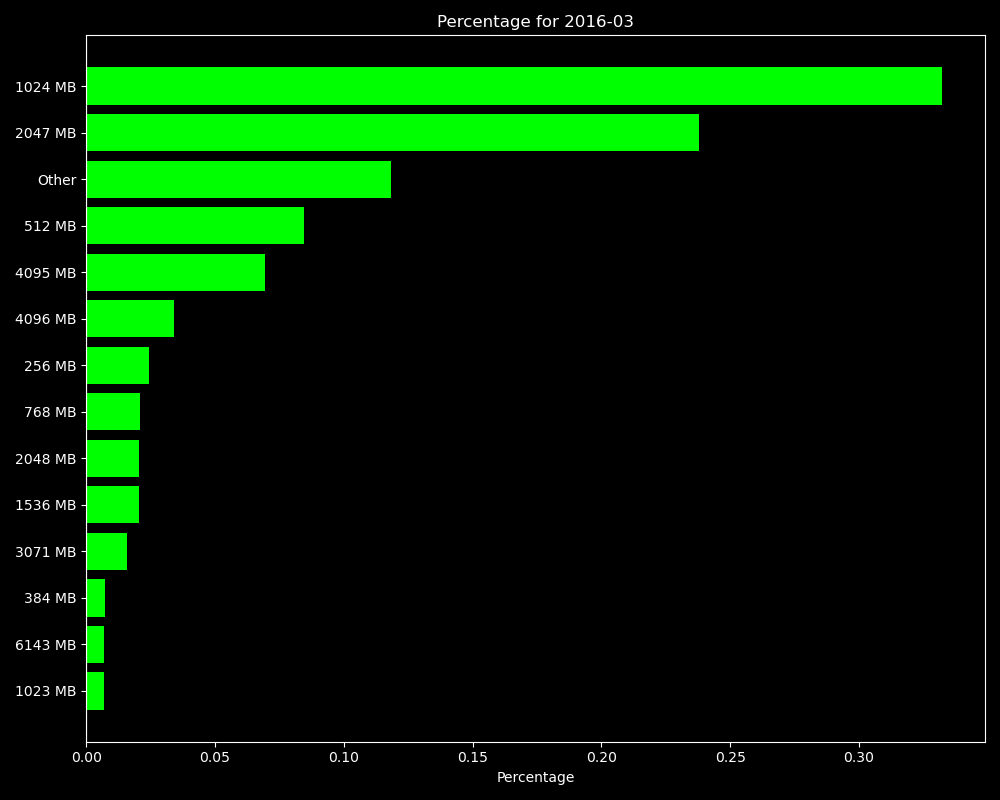 Percentage for 2016-03
1024 MB
2047 MB
Other
512 MB
4095 MB
4096 MB
256 MB
768 MB
2048 MB
1536 MB
3071 MB
384 MB
6143 MB
1023 MB
0.00 0.05 0.10 0.15 0.20 0.25 0.30
Percentage